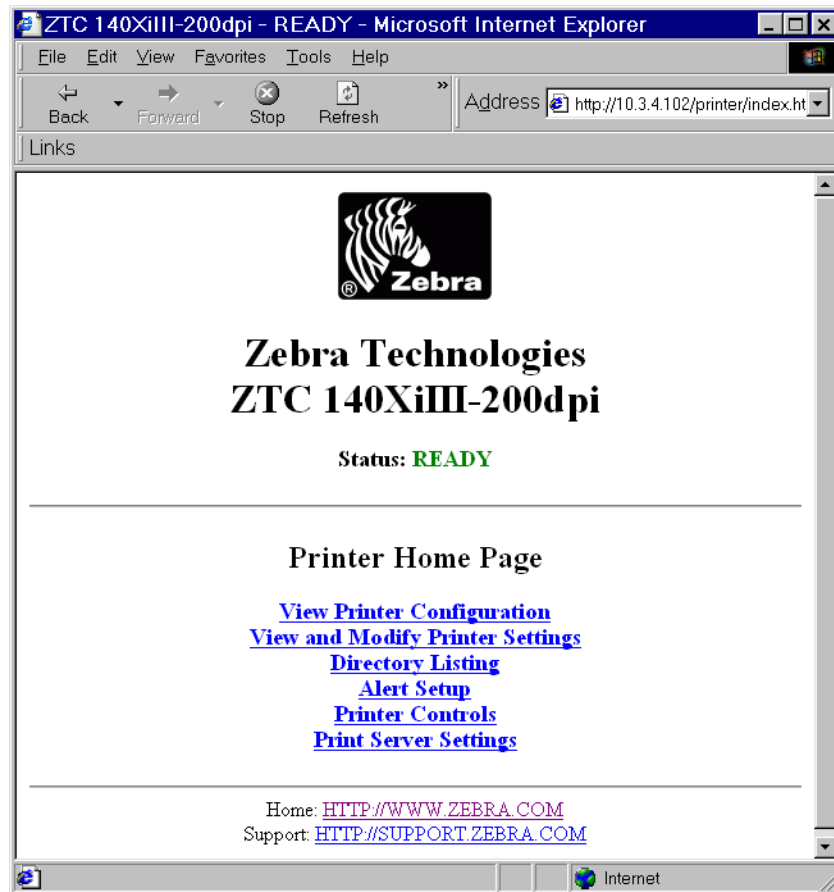 ZTC 140XiIII-200dpi - READY - Microsoft Internet Explorer
File Edit View Favorites Tools Help
Back Forward Stop Refresh » Address http://10.3.4.102/printer/index.ht
Links
® Zebra
Zebra Technologies
ZTC 140XiIII-200dpi
Status: READY
Printer Home Page
View Printer Configuration
View and Modify Printer Settings
Directory Listing
Alert Setup
Printer Controls
Print Server Settings
Home: HTTP://WWW.ZEBRA.COM
Support: HTTP://SUPPORT.ZEBRA.COM
Internet